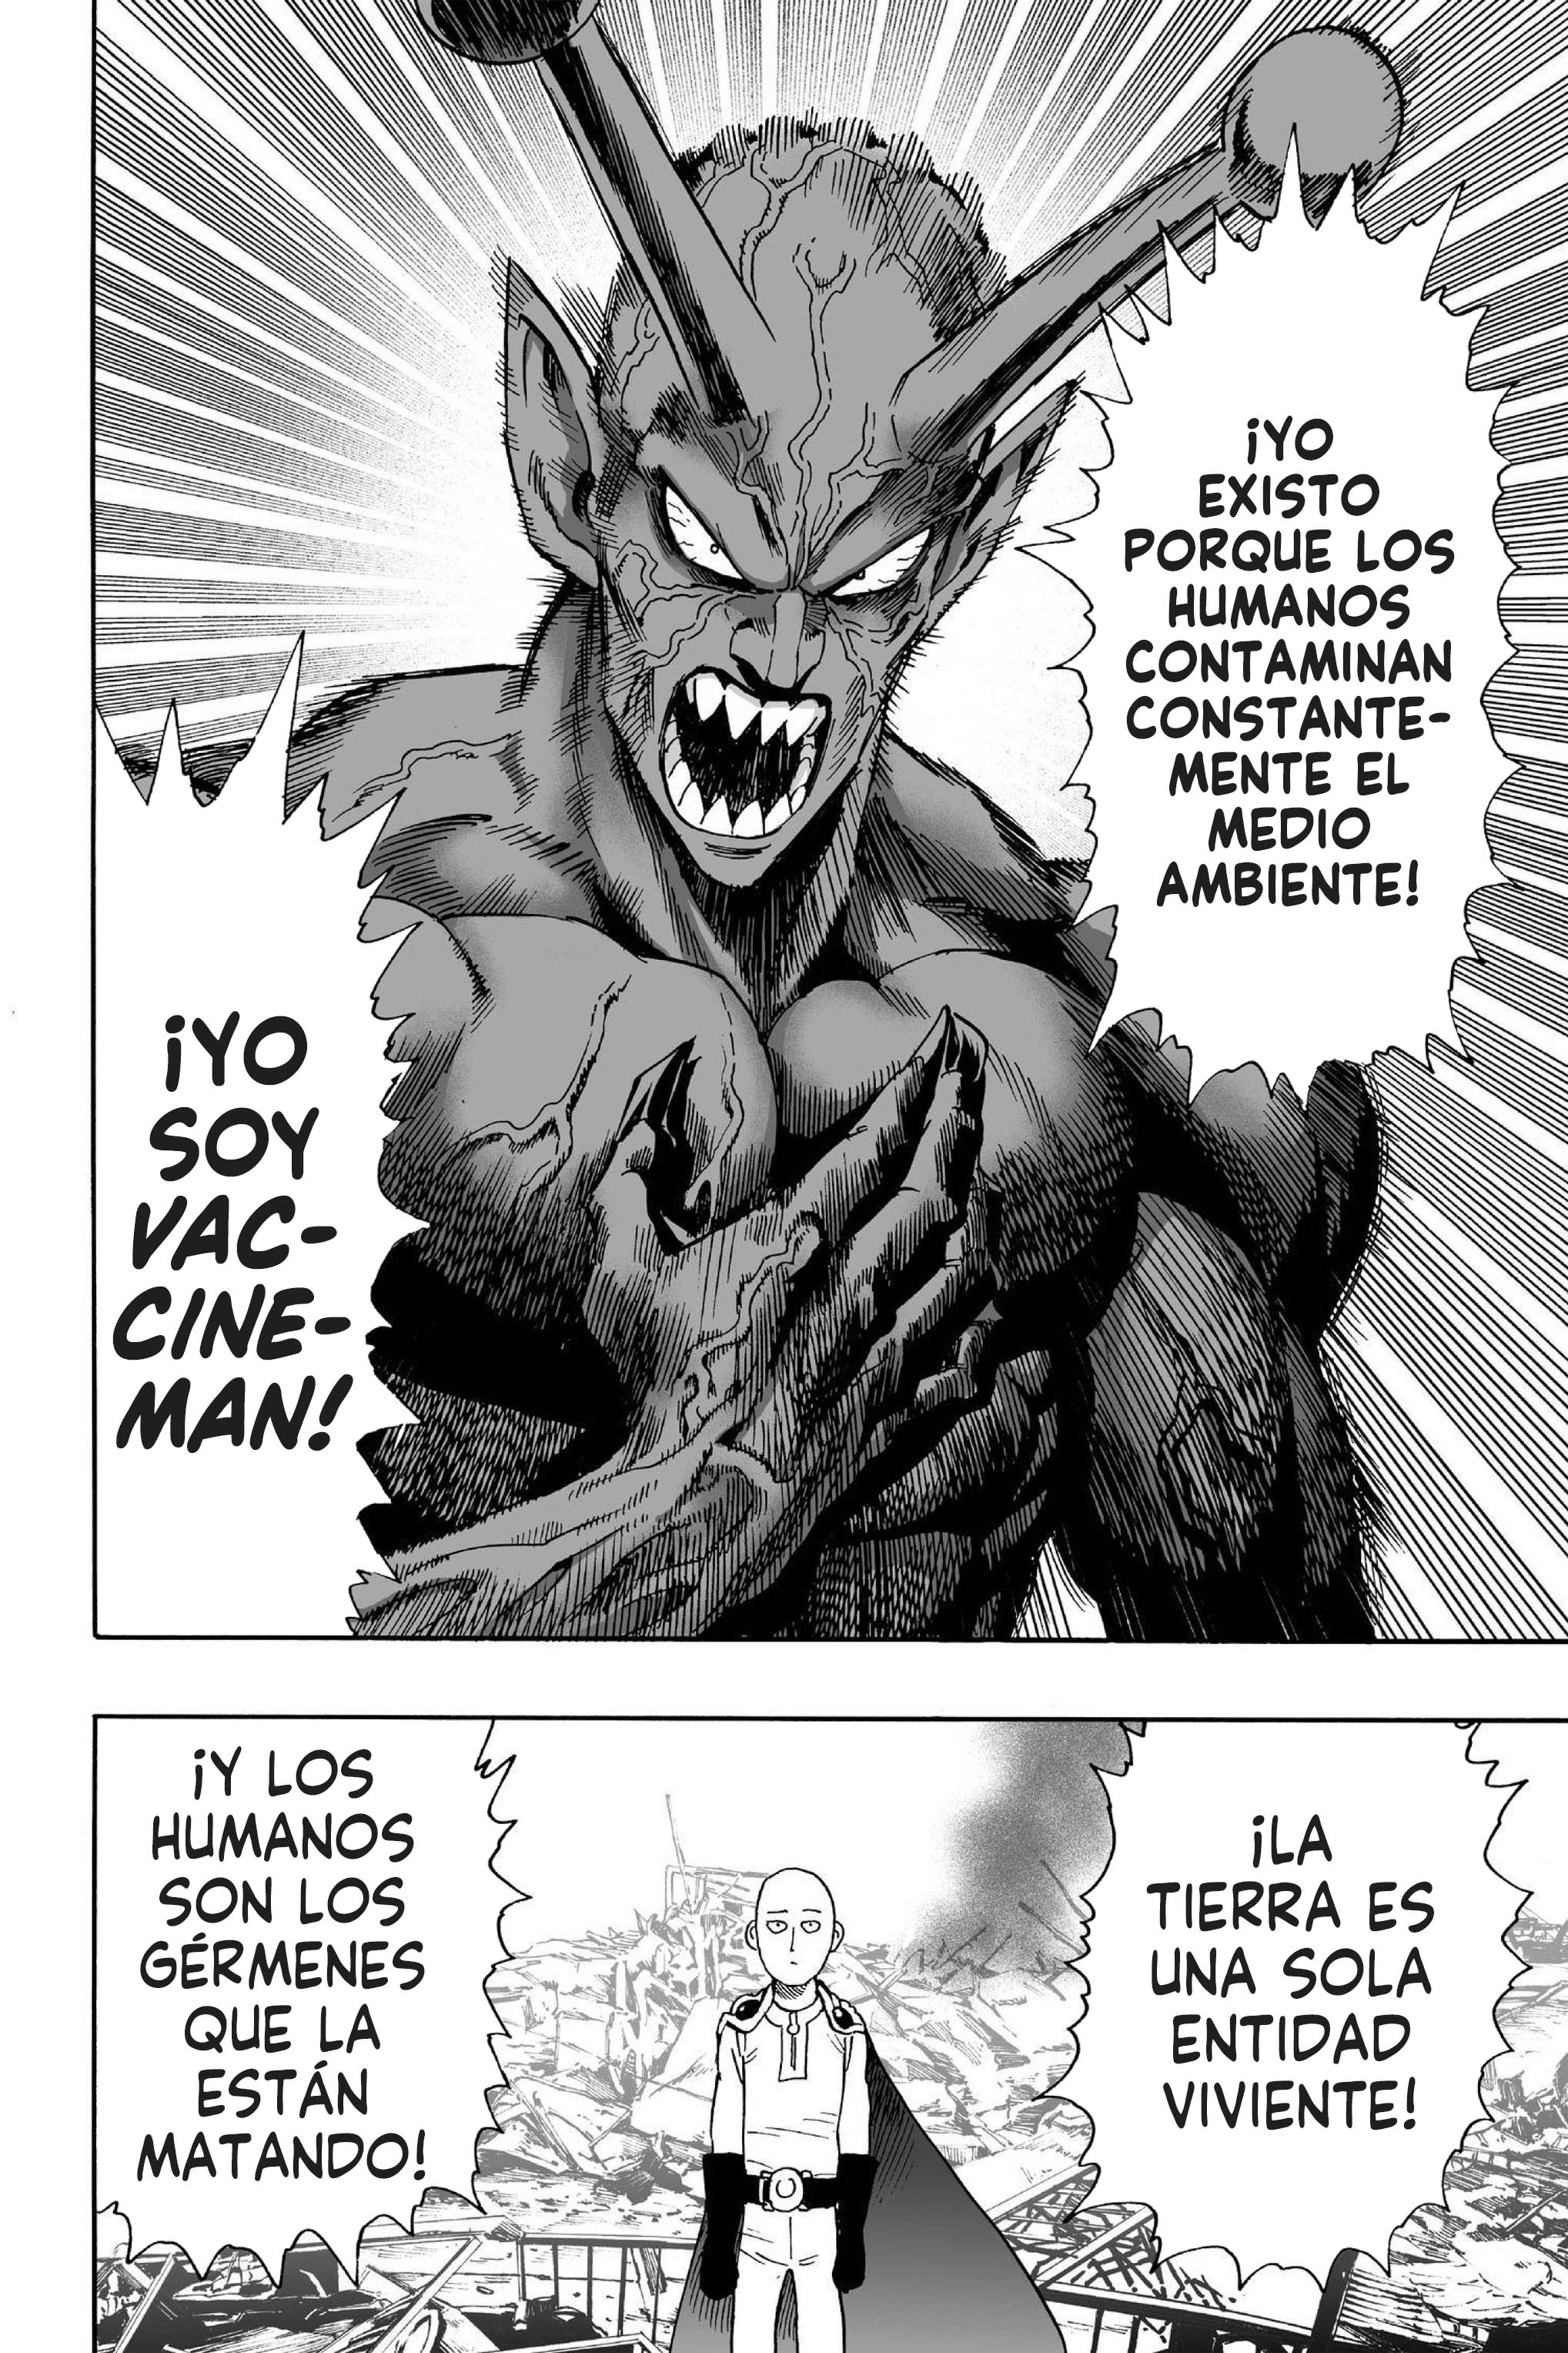 ¡YO
EXISTO
PORQUE LOS
HUMANOS
CONTAMINAN
CONSTANTE-
MENTE EL
MEDIO
AMBIENTE!
¡YO
SOY
VAC-
CINE-
MAN!
¡LA
TIERRA ES
UNA SOLA
ENTIDAD
VIVIENTE!
¡Y LOS
HUMANOS
SON LOS
GÉRMENES
QUE LA
ESTÁN
MATANDO!